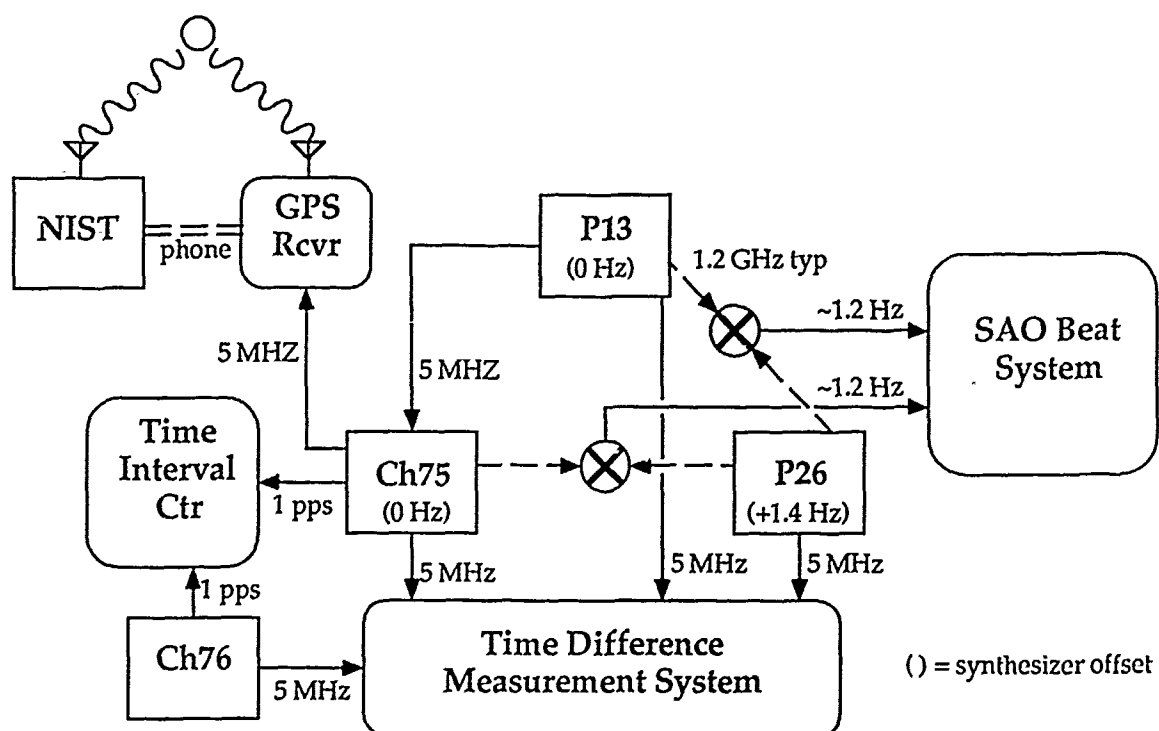 NIST
phone
GPS
Rcvr
P13
(0 Hz)
1.2 GHz typ
~1.2 Hz
SAO Beat
System
~1.2 Hz
5 MHZ
5 MHZ
Time
Interval
Ctr
1 pps
Ch75
(0 Hz)
P26
(+1.4 Hz)
5 MHz
5 MHz
5 MHz
1 pps
Ch76
5 MHz
Time Difference
Measurement System
( ) = synthesizer offset